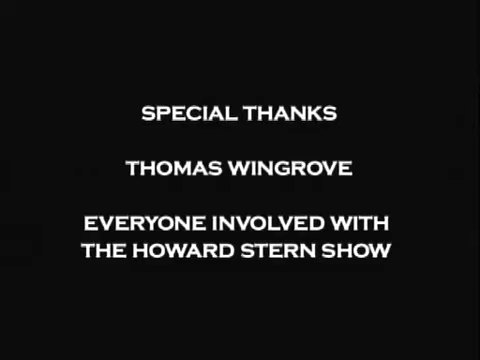 SPECIAL THANKS
THOMAS WINGROVE
EVERYONE INVOLVED WITH
THE HOWARD STERN SHOW